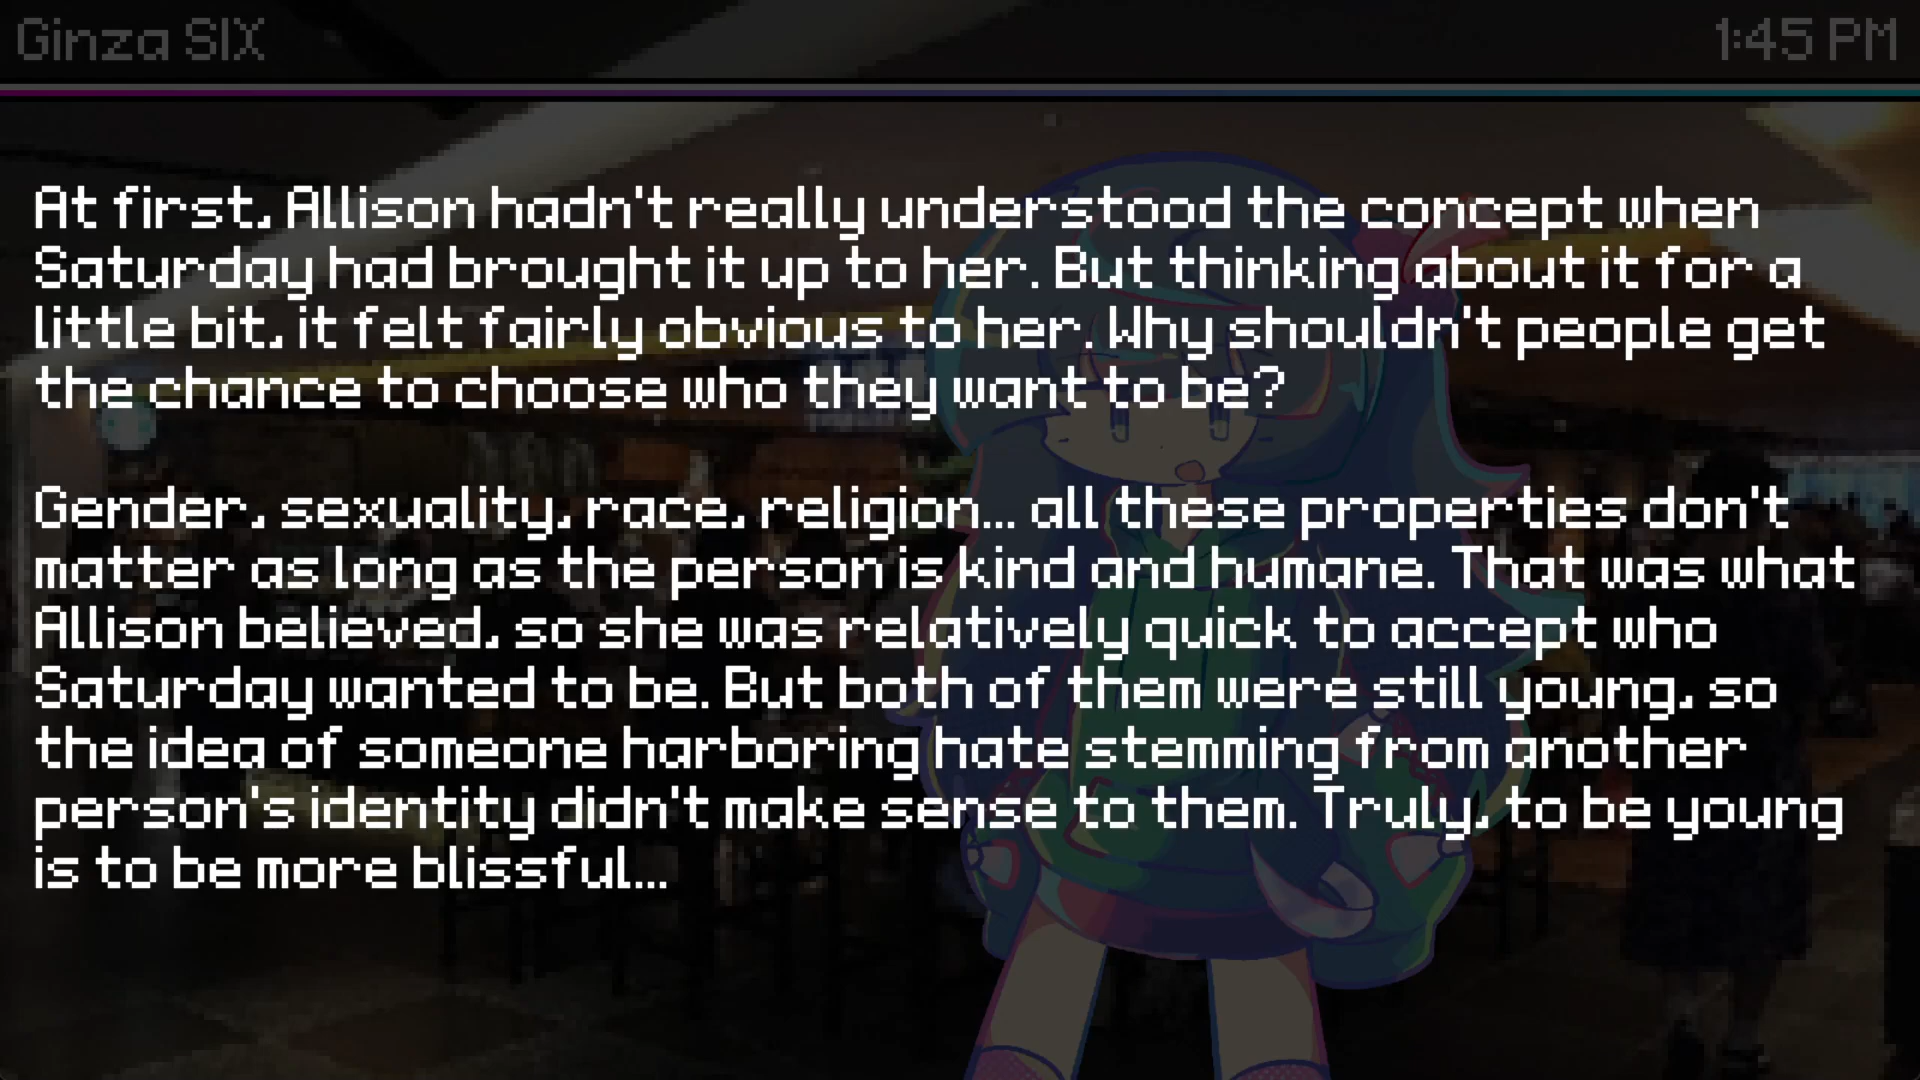 Ginza SIX
1:45 PM
At first, Allison hadn't really understood the concept when
Saturday had brought it up to her. But thinking about it for a
little bit, it felt fairly obvious to her. Why shouldn't people get
the chance to choose who they want to be?
Gender, sexuality, race, religion... all these properties don't
matter as long as the person is kind and humane. That was what
Allison believed, so she was relatively quick to accept who
Saturday wanted to be. But both of them were still young, so
the idea of someone harboring hate stemming from another
person's identity didn't make sense to them. Truly, to be young
is to be more blissful...